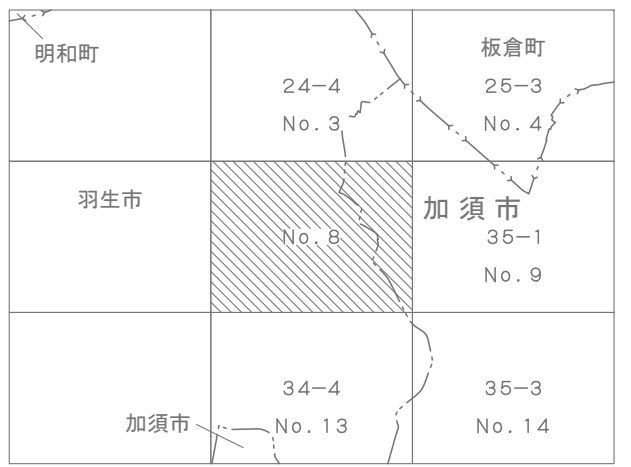 明和町
板倉町
24-4
No.3
25-3
No.4
羽生市
No.8
加須市
35-1
No.9
34-4
No.13
35-3
No.14
加須市